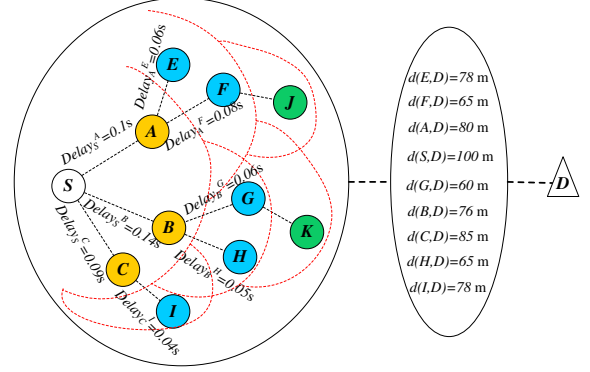 E
F
J
A
S
G
B
K
H
C
I
Delay_A^E=0.06s
Delay_S^A=0.1s
Delay_A^F=0.08s
Delay_B^G=0.06s
Delay_S^B=0.14s
Delay_S^C=0.09s
Delay_B^H=0.05s
Delay_C^I=0.04s
d(E,D)=78 m
d(F,D)=65 m
d(A,D)=80 m
d(S,D)=100 m
d(G,D)=60 m
d(B,D)=76 m
d(C,D)=85 m
d(H,D)=65 m
d(I,D)=78 m
D